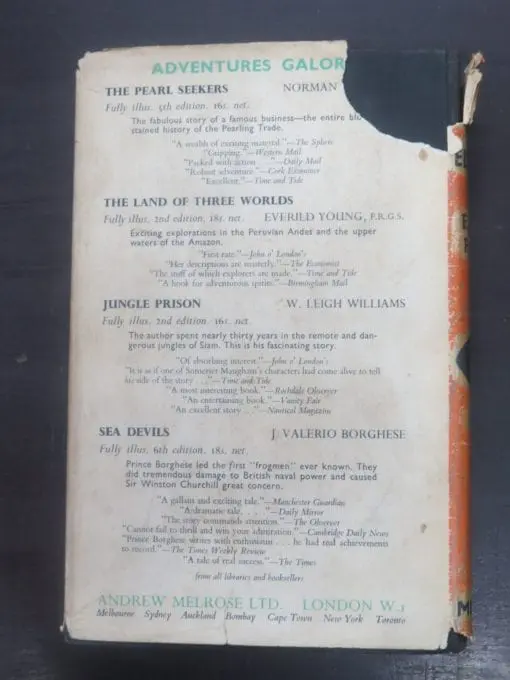 ADVENTURES GALOR
THE PEARL SEEKERS NORMAN
Fully illus. 5th edition. 16s. net.
The fabulous story of a famous business—the entire blo
stained history of the Pearling Trade.
"A wealth of exciting material."—The Sphere
"Gripping."—Western Mail
"Packed with action . . ."—Daily Mail
"Robust adventure."—Cork Examiner
"Excellent."—Time and Tide
THE LAND OF THREE WORLDS
Fully illus. 2nd edition. 18s. net. EVERILD YOUNG, F.R.G.S.
Exciting explorations in the Peruvian Andes and the upper
waters of the Amazon.
"First-rate."—John o' London's
"Her descriptions are masterly."—The Economist
"The stuff of which explorers are made."—Time and Tide
"A book for adventurous spirits."—Birmingham Mail
JUNGLE PRISON W. LEIGH WILLIAMS
Fully illus. 2nd edition. 16s. net.
The author spent nearly thirty years in the remote and dan-
gerous jungles of Siam. This is his fascinating story.
"Of absorbing interest."—John o' London's
"It is as if one of Somerset Maugham's characters had come alive to tell
his side of the story . . ."—Time and Tide
"A most interesting book."—Rochdale Observer
"An entertaining book."—Vanity Fair
"An excellent story . . ."—Nautical Magazine
SEA DEVILS J. VALERIO BORGHESE
Fully illus. 6th edition. 18s. net.
Prince Borghese led the first "frogmen" ever known. They
did tremendous damage to British naval power and caused
Sir Winston Churchill great concern.
"A gallant and exciting tale."—Manchester Guardian
"A dramatic tale. . . ."—Daily Mirror
"The story commands attention."—The Observer
"Cannot fail to thrill and win your admiration."—Cambridge Daily News
"Prince Borghese writes with enthusiasm . . . he had real achievements
to record."—The Times Weekly Review
"A tale of real success."—The Times
from all libraries and booksellers
ANDREW MELROSE LTD. LONDON W.1
Melbourne Sydney Auckland Bombay Cape Town New York Toronto